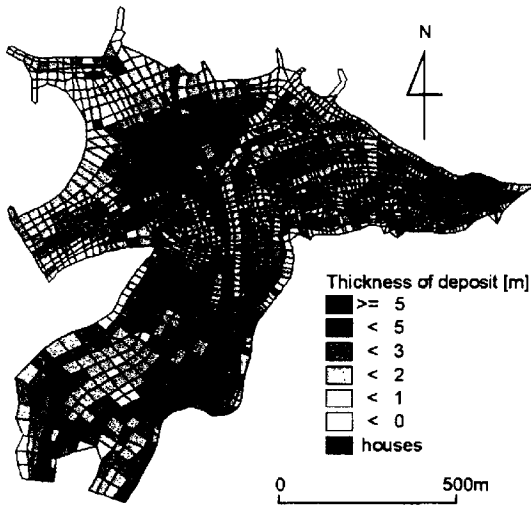 N
Thickness of deposit [m]
>= 5
< 5
< 3
< 2
< 1
< 0
houses
0 500m